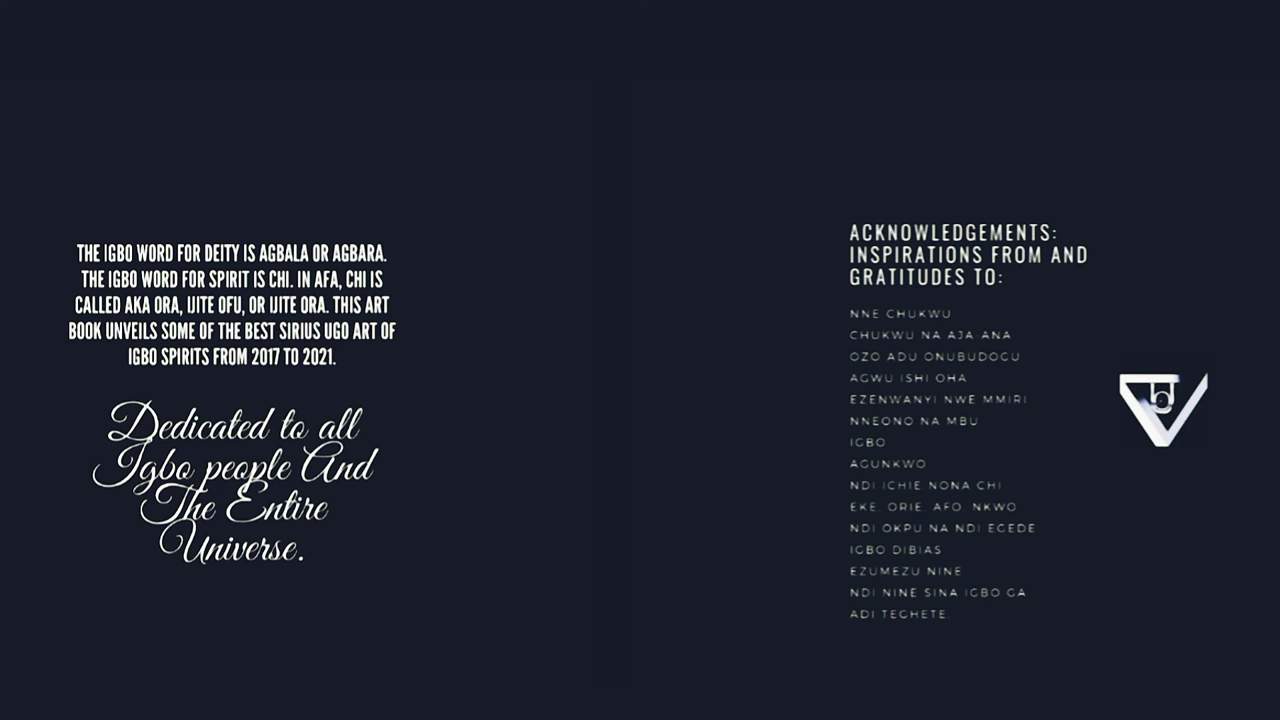 THE IGBO WORD FOR DEITY IS AGBALA OR AGBARA.
THE IGBO WORD FOR SPIRIT IS CHI. IN AFA, CHI IS
CALLED AKA ORA, IJITE OFU, OR IJITE ORA. THIS ART
BOOK UNVEILS SOME OF THE BEST SIRIUS UGO ART OF
IGBO SPIRITS FROM 2017 TO 2021.
Dedicated to all
Igbo people And
The Entire
Universe.
ACKNOWLEDGEMENTS:
INSPIRATIONS FROM AND
GRATITUDES TO:
NNE CHUKWU
CHUKWU NA AJA-ANA
OZO ADU ONUBUDOGU
AGWU ISHI OHA
EZENWANYI NWE MMIRI
NNEONO NA MBU
IGBO
AGUNKWO
NDI ICHIE NONA CHI
EKE, ORIE, AFO, NKWO
NDI OKPU NA NDI EGEDE
IGBO DIBIAS
EZUMEZU NINE
NDI NINE SINA IGBO GA
ADI TEGHETE.